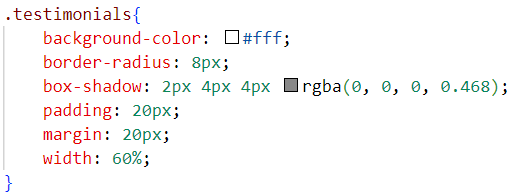 .testimonials{
background-color: #fff;
border-radius: 8px;
box-shadow: 2px 4px 4px rgba(0, 0, 0, 0.468);
padding: 20px;
margin: 20px;
width: 60%;
}